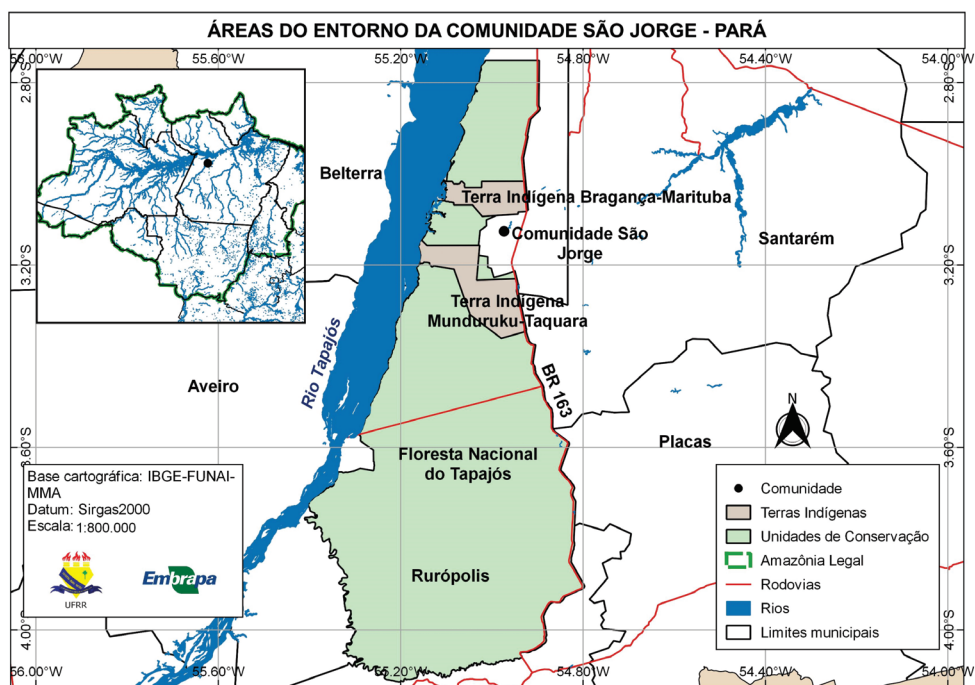 ÁREAS DO ENTORNO DA COMUNIDADE SÃO JORGE - PARÁ
56.00°W 55.60°W 55.20°W 54.80°W 54.40°W 54.00°W
2.80°S 2.80°S
Belterra
Terra Indígena Bragança-Marituba
Comunidade São
Jorge
Santarém
3.20°S 3.20°S
Terra Indígena
Munduruku-Taquara
Rio Tapajós
Aveiro
BR 163
N
Placas
3.60°S 3.60°S
Floresta Nacional
do Tapajós
Rurópolis
Base cartográfica: IBGE-FUNAI-
MMA
Datum: Sirgas2000
Escala: 1:800.000
UFRR
Embrapa
Comunidade
Terras Indígenas
Unidades de Conservação
Amazônia Legal
Rodovias
Rios
Limites municipais
4.00°S 4.00°S
56.00°W 55.60°W 55.20°W 54.80°W 54.40°W 54.00°W